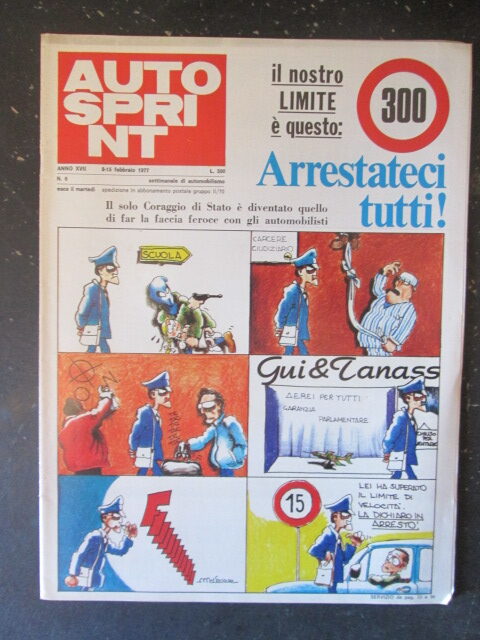 AUTO
SPRI
NT
il nostro
LIMITE
è questo:
300
ANNO XVII 8-15 febbraio 1977 L. 500
N. 6 settimanale di automobilismo
esce il martedì spedizione in abbonamento postale gruppo II/70
Arrestateci
tutti!
Il solo Coraggio di Stato è diventato quello
di far la faccia feroce con gli automobilisti
SCUOLA
CARCERE
GIUDIZIARIO
Gui&Tanass
AEREI PER TUTTI
GARANZIA
PARLAMENTARE
15
LEI HA SUPERATO
IL LIMITE DI
VELOCITA'.
LA DICHIARO IN
ARRESTO!